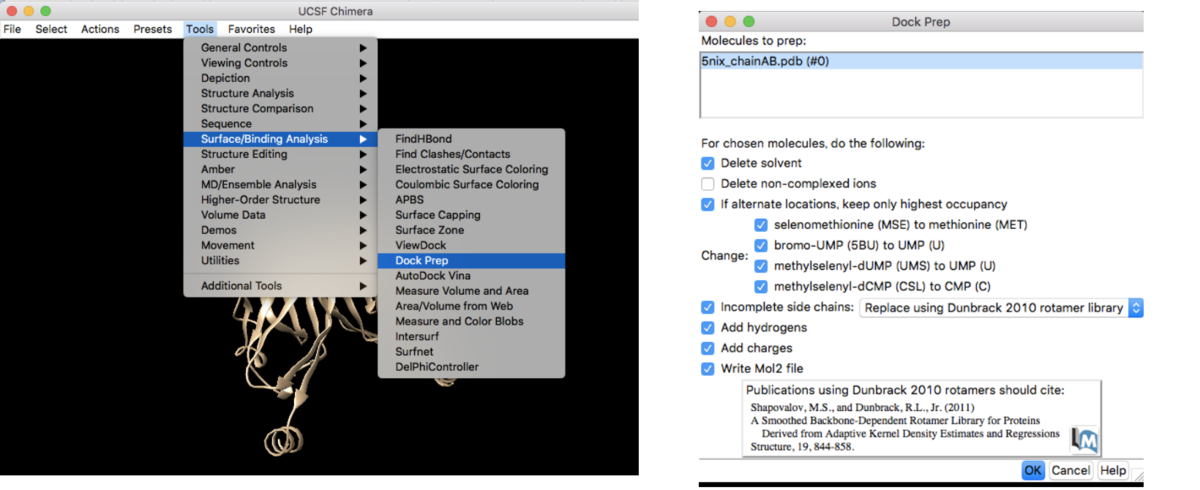 UCSF Chimera
File Select Actions Presets Tools Favorites Help
General Controls
Viewing Controls
Depiction
Structure Analysis
Structure Comparison
Sequence
Surface/Binding Analysis
Structure Editing
Amber
MD/Ensemble Analysis
Higher-Order Structure
Volume Data
Demos
Movement
Utilities
Additional Tools
FindHBond
Find Clashes/Contacts
Electrostatic Surface Coloring
Coulombic Surface Coloring
APBS
Surface Capping
Surface Zone
ViewDock
Dock Prep
AutoDock Vina
Measure Volume and Area
Area/Volume from Web
Measure and Color Blobs
Intersurf
Surfnet
DelPhiController
Dock Prep
Molecules to prep:
5nix_chainAB.pdb (#0)
For chosen molecules, do the following:
Delete solvent
Delete non-complexed ions
If alternate locations, keep only highest occupancy
Change:
selenomethionine (MSE) to methionine (MET)
bromo-UMP (5BU) to UMP (U)
methylselenyl-dUMP (UMS) to UMP (U)
methylselenyl-dCMP (CSL) to CMP (C)
Incomplete side chains: Replace using Dunbrack 2010 rotamer library
Add hydrogens
Add charges
Write Mol2 file
Publications using Dunbrack 2010 rotamers should cite:
Shapovalov, M.S., and Dunbrack, R.L., Jr. (2011)
A Smoothed Backbone-Dependent Rotamer Library for Proteins
Derived from Adaptive Kernel Density Estimates and Regressions
Structure, 19, 844-858.
M
OK Cancel Help